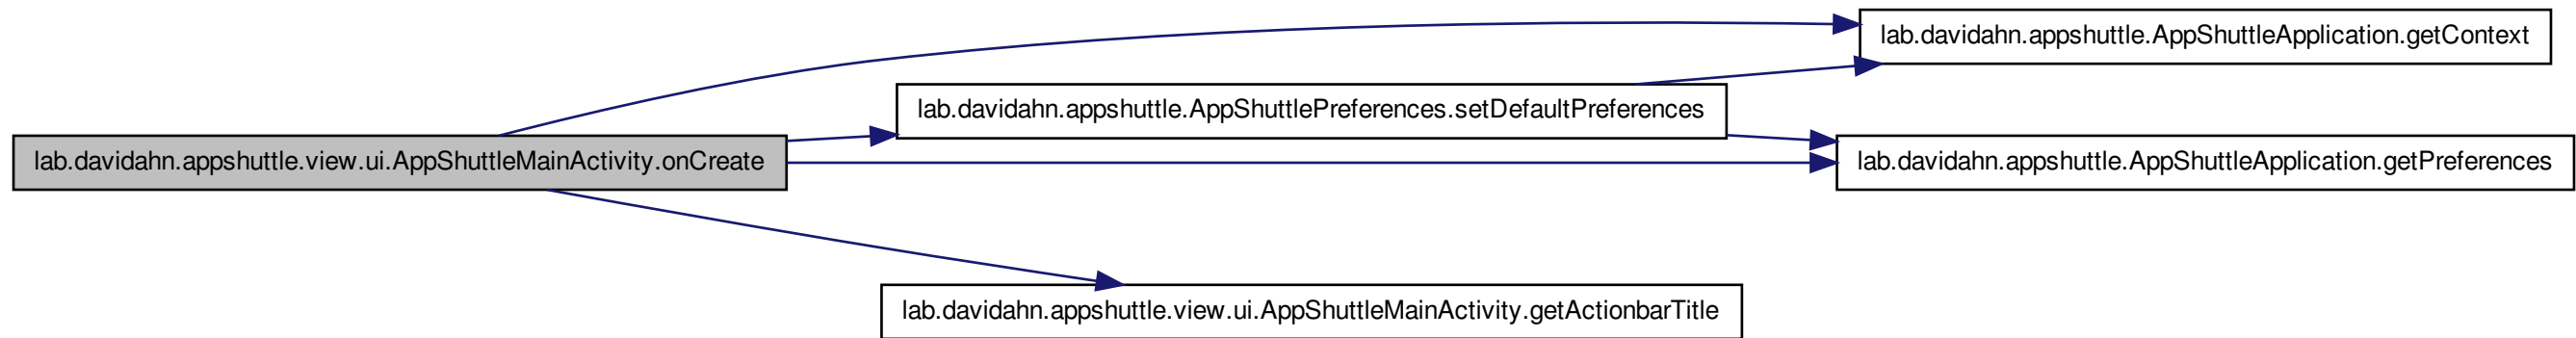 lab.davidahn.appshuttle.AppShuttleApplication.getContext
lab.davidahn.appshuttle.AppShuttlePreferences.setDefaultPreferences
lab.davidahn.appshuttle.view.ui.AppShuttleMainActivity.onCreate
lab.davidahn.appshuttle.AppShuttleApplication.getPreferences
lab.davidahn.appshuttle.view.ui.AppShuttleMainActivity.getActionbarTitle